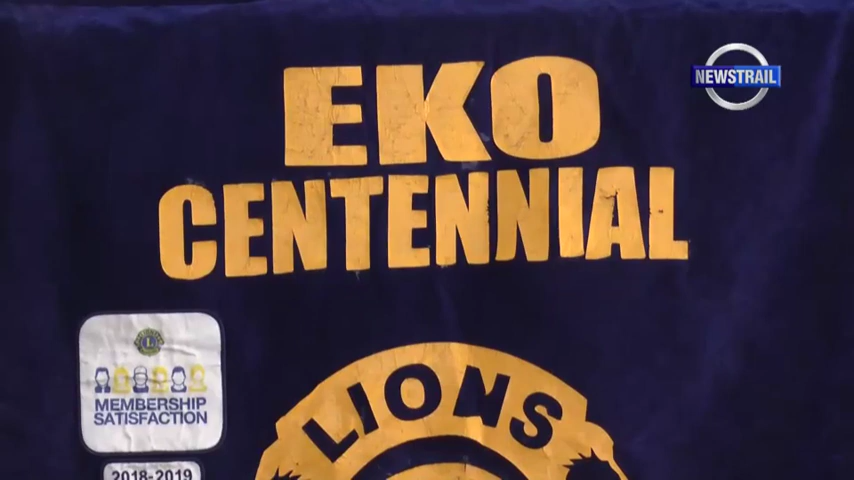 NEWSTRAIL
EKO
CENTENNIAL
LIONS
L
MEMBERSHIP
SATISFACTION
2018-2019